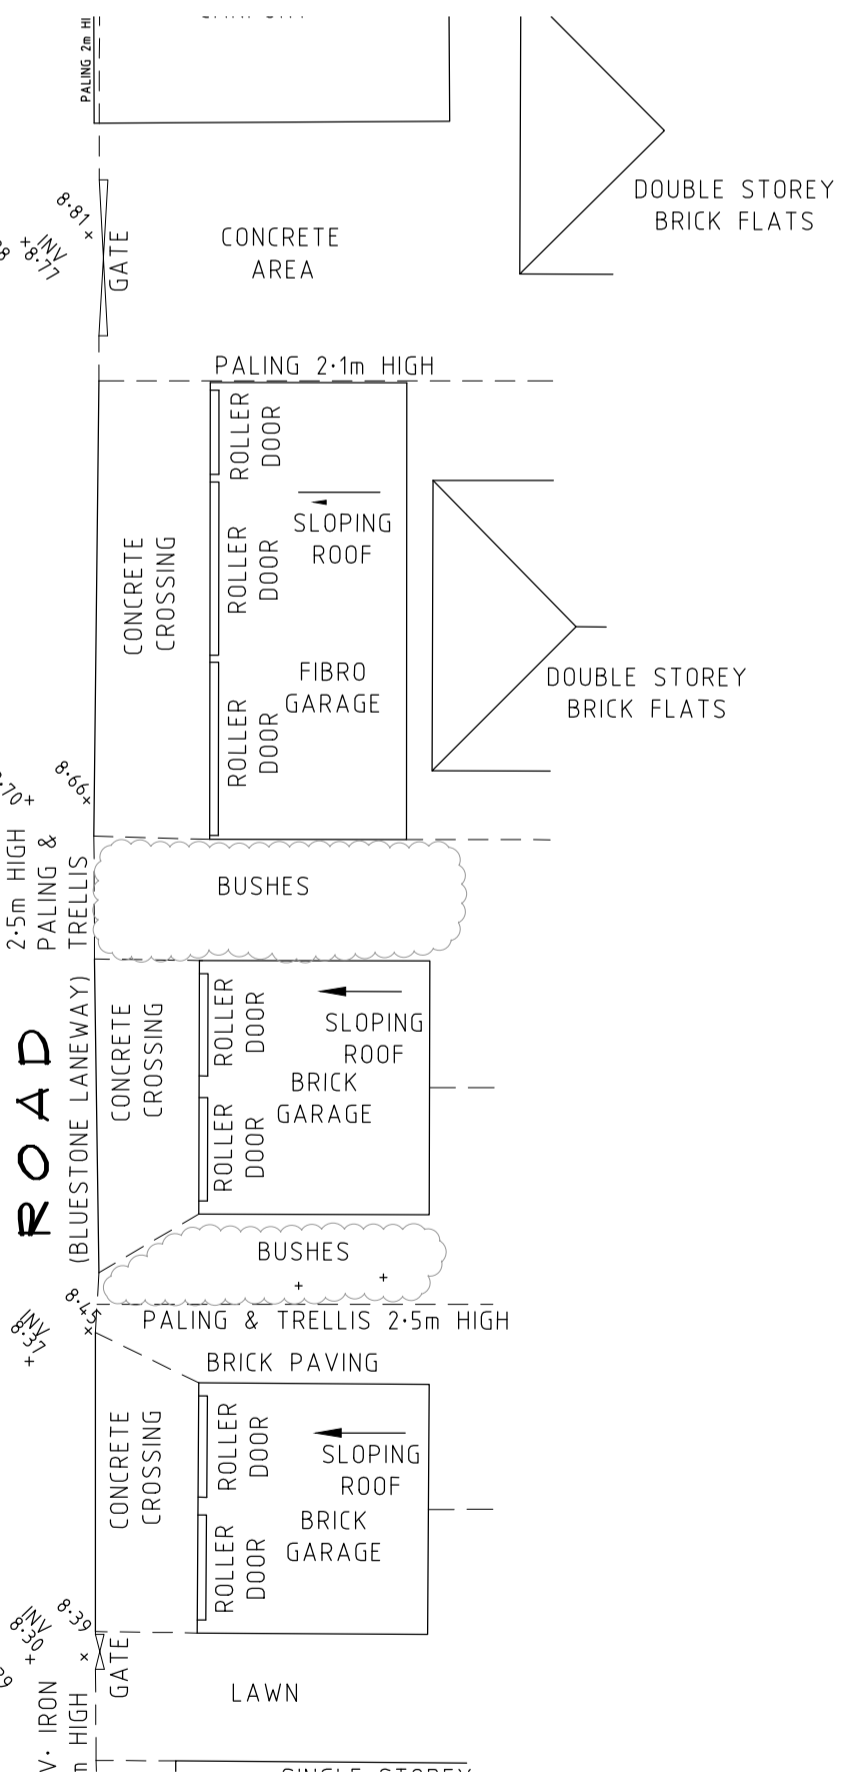 PALING 2m HI
DOUBLE STOREY
BRICK FLATS
8.81
INV
8.77
GATE
CONCRETE
AREA
PALING 2.1m HIGH
ROLLER
DOOR
SLOPING
ROOF
ROLLER
DOOR
CONCRETE
CROSSING
FIBRO
GARAGE
DOUBLE STOREY
BRICK FLATS
ROLLER
DOOR
8.66
.70
2.5m HIGH
PALING &
TRELLIS
BUSHES
ROAD
(BLUESTONE LANEWAY)
CONCRETE
CROSSING
ROLLER
DOOR
SLOPING
ROOF
BRICK
GARAGE
ROLLER
DOOR
BUSHES
8.45
INV
8.37
PALING & TRELLIS 2.5m HIGH
BRICK PAVING
CONCRETE
CROSSING
ROLLER
DOOR
SLOPING
ROOF
BRICK
GARAGE
ROLLER
DOOR
8.39
INV
8.30
GATE
LAWN
V. IRON
m HIGH
SINGLE STOREY